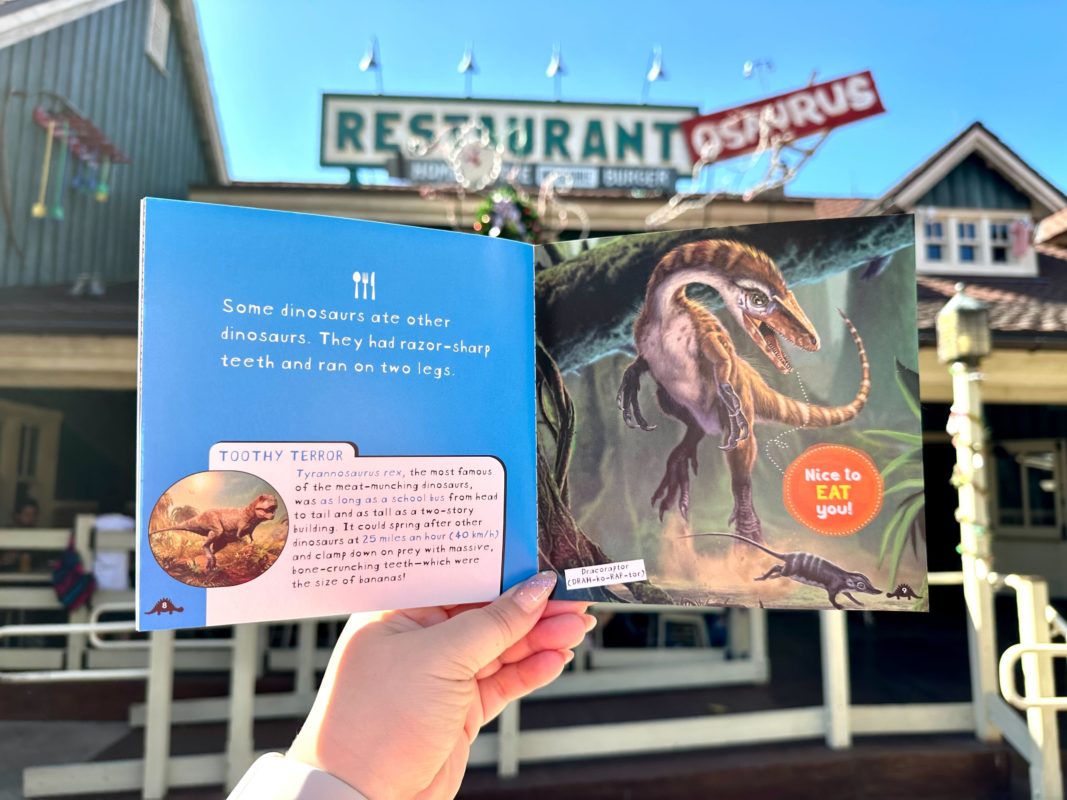 RESTAURANT
OSAURUS
BURGER
Some dinosaurs ate other
dinosaurs. They had razor-sharp
teeth and ran on two legs.
TOOTHY TERROR
Tyrannosaurus rex, the most famous
of the meat-munching dinosaurs,
was as long as a school bus from head
to tail and as tall as a two-story
building. It could spring after other
dinosaurs at 25 miles an hour (40 km/h)
and clamp down on prey with massive,
bone-crunching teeth—which were
the size of bananas!
8
Nice to
EAT
you!
Dracoraptor
(DRAH-ko-RAP-tor)
9